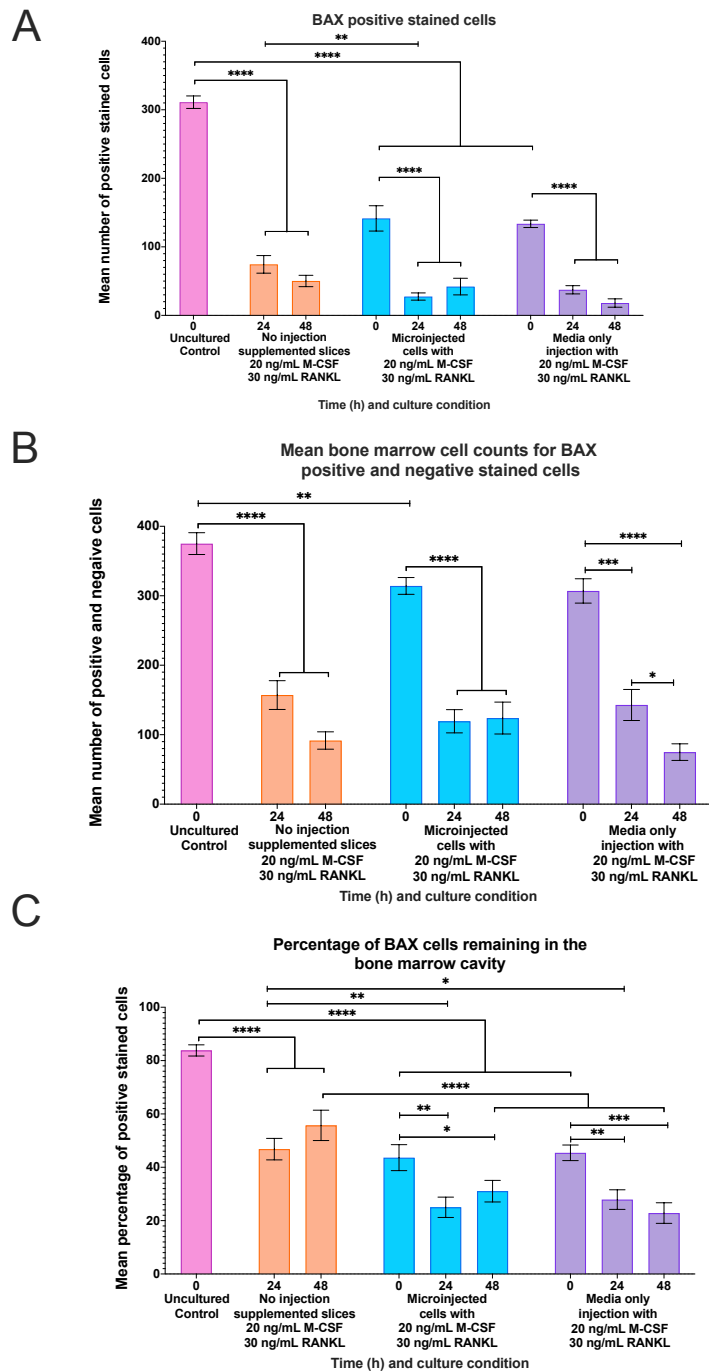 A
BAX positive stained cells
Mean number of positive stained cells
400
300
200
100
0
**
****
****
****
****
0 24 48 0 24 48 0 24 48
Uncultured
Control
No injection
supplemented slices
20 ng/mL M-CSF
30 ng/mL RANKL
Microinjected
cells with
20 ng/mL M-CSF
30 ng/mL RANKL
Media only
injection with
20 ng/mL M-CSF
30 ng/mL RANKL
Time (h) and culture condition
B
Mean bone marrow cell counts for BAX
positive and negative stained cells
Mean number of positive and negaive cells
400
300
200
100
0
**
****
****
****
***
*
0 24 48 0 24 48 0 24 48
Uncultured
Control
No injection
supplemented slices
20 ng/mL M-CSF
30 ng/mL RANKL
Microinjected
cells with
20 ng/mL M-CSF
30 ng/mL RANKL
Media only
injection with
20 ng/mL M-CSF
30 ng/mL RANKL
Time (h) and culture condition
C
Percentage of BAX cells remaining in the
bone marrow cavity
Mean percentage of positive stained cells
100
80
60
40
20
0
*
**
****
****
****
**
*
***
**
0 24 48 0 24 48 0 24 48
Uncultured
Control
No injection
supplemented slices
20 ng/mL M-CSF
30 ng/mL RANKL
Microinjected
cells with
20 ng/mL M-CSF
30 ng/mL RANKL
Media only
injection with
20 ng/mL M-CSF
30 ng/mL RANKL
Time (h) and culture condition